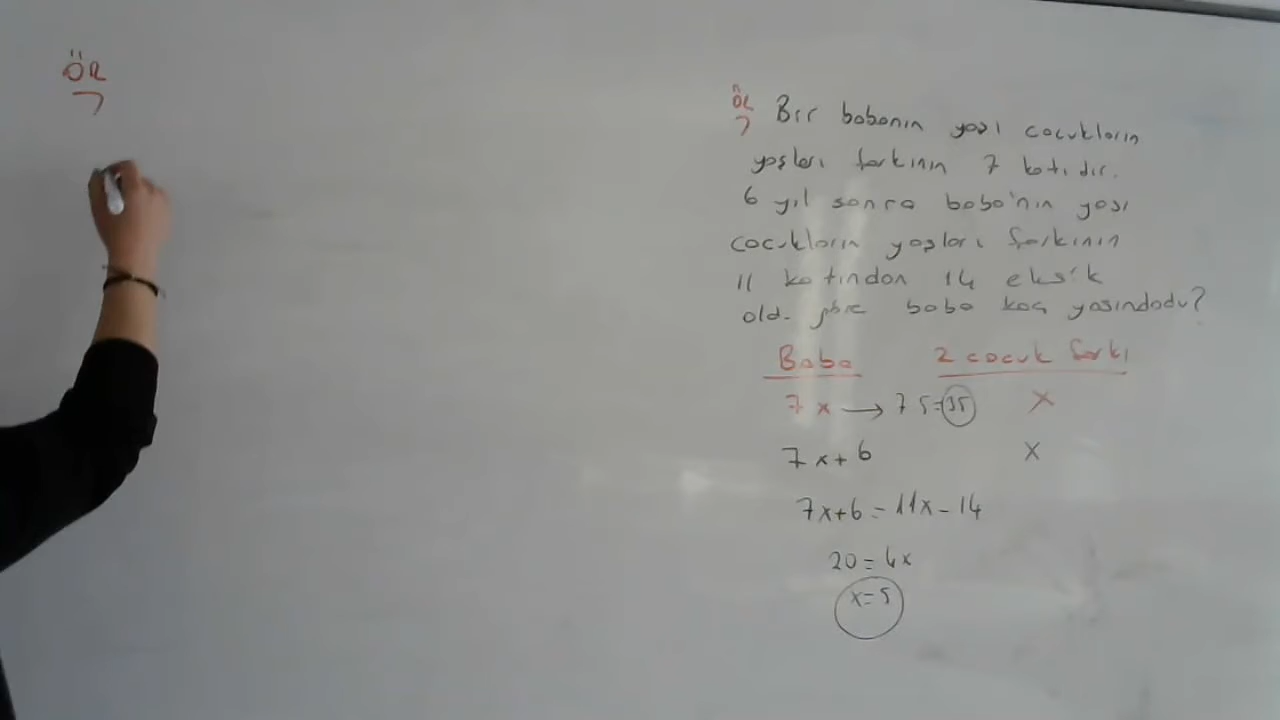 ÖR
ÖR Bir babanın yaşı çocukların
yaşları farkının 7 katıdır.
6 yıl sonra baba'nın yaşı
çocukların yaşları farkının
11 katından 14 eksik
old. göre baba kaç yaşındadır?
Baba 2 çocuk farkı
7x → 7 5=35 x
7x+6 x
7x+6=11x-14
20=4x
x=5